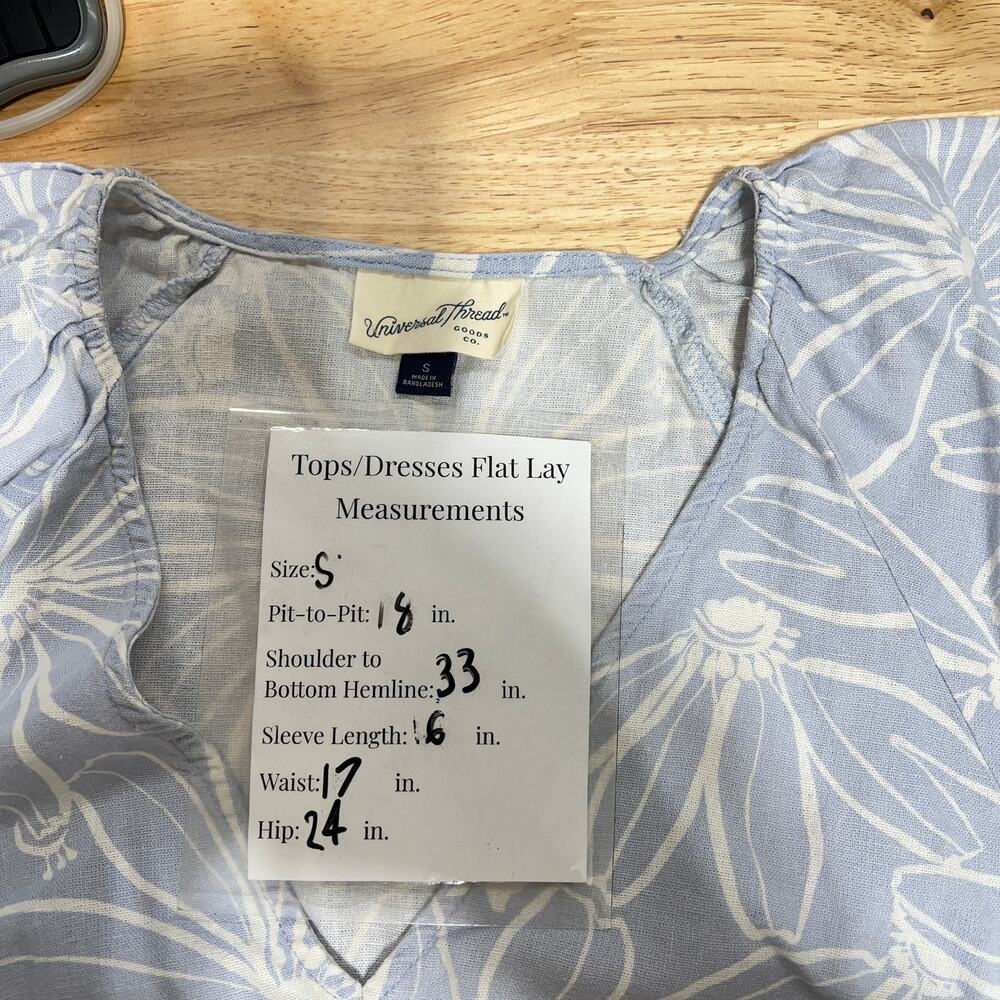 Universal Thread™
GOODS
CO.
S
MADE IN
BANGLADESH
Tops/Dresses Flat Lay
Measurements
Size: S
Pit-to-Pit: 18 in.
Shoulder to
Bottom Hemline: 33 in.
Sleeve Length: 16 in.
Waist: 17 in.
Hip: 24 in.